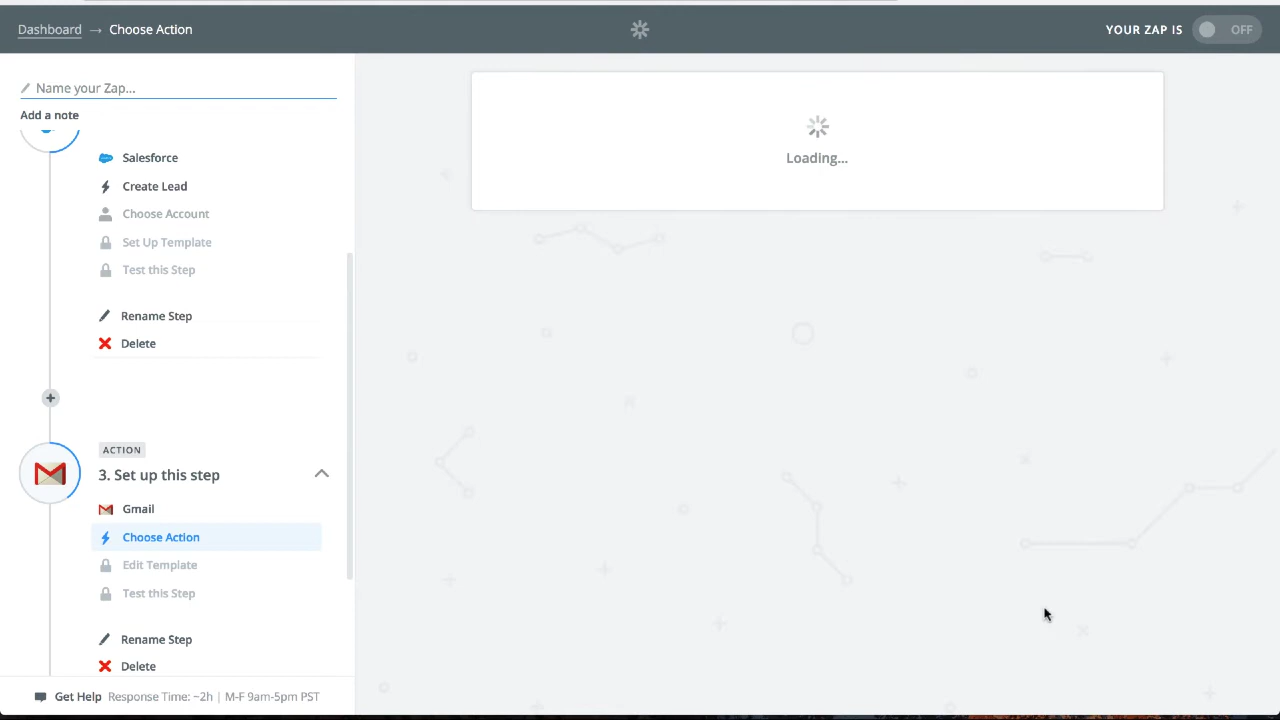 Dashboard → Choose Action
YOUR ZAP IS OFF
Name your Zap...
Add a note
Salesforce
Create Lead
Choose Account
Set Up Template
Test this Step
Rename Step
Delete
ACTION
3. Set up this step
Gmail
Choose Action
Edit Template
Test this Step
Rename Step
Delete
Get Help Response Time: ~2h | M-F 9am-5pm PST
Loading...